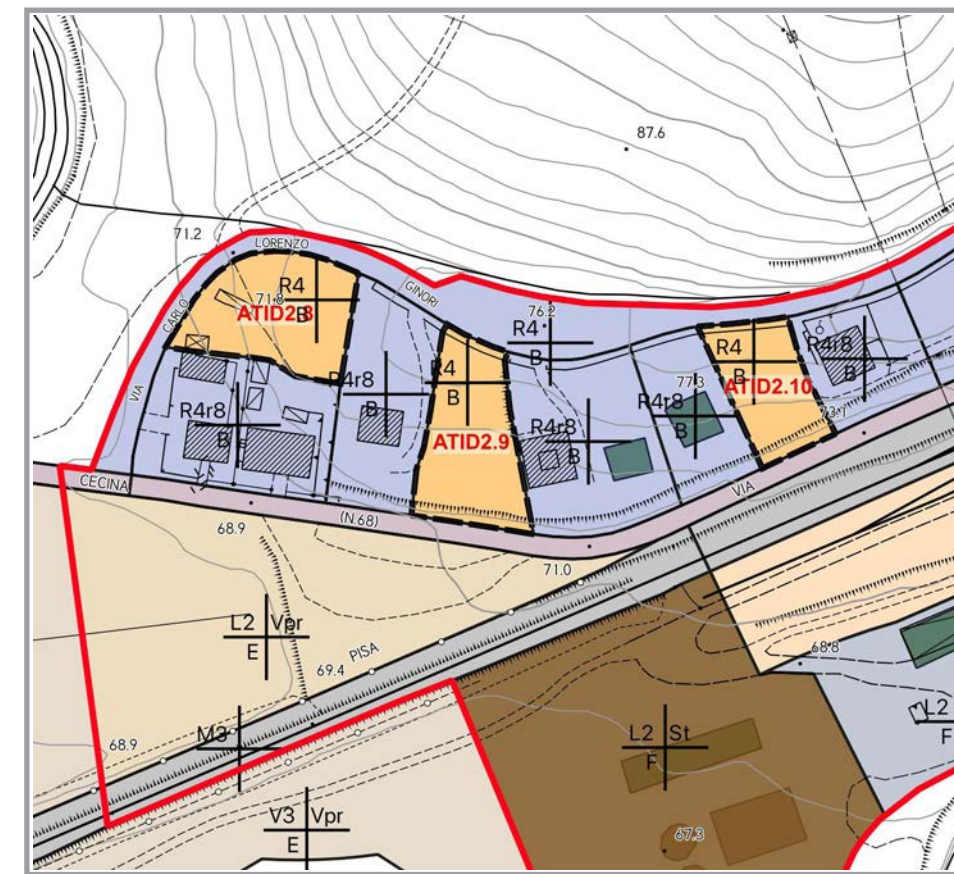 87.6
71.2
LORENZO
CARLO
GINORI
R4
71.8
ATID2.8
B
76.2
R4
B
R4
B
R4
ATID2.10
B
R4r8
B
VIA
R4r8
B
R4r8
B
77.3
R4r8
B
73.1
ATID2.9
R4r8
B
CECINA
(N.68)
VIA
68.9
71.0
L2 Vpr
E
PISA
69.4
68.8
M3
68.9
L2 St
F
L2
F
V3 Vpr
E
67.3